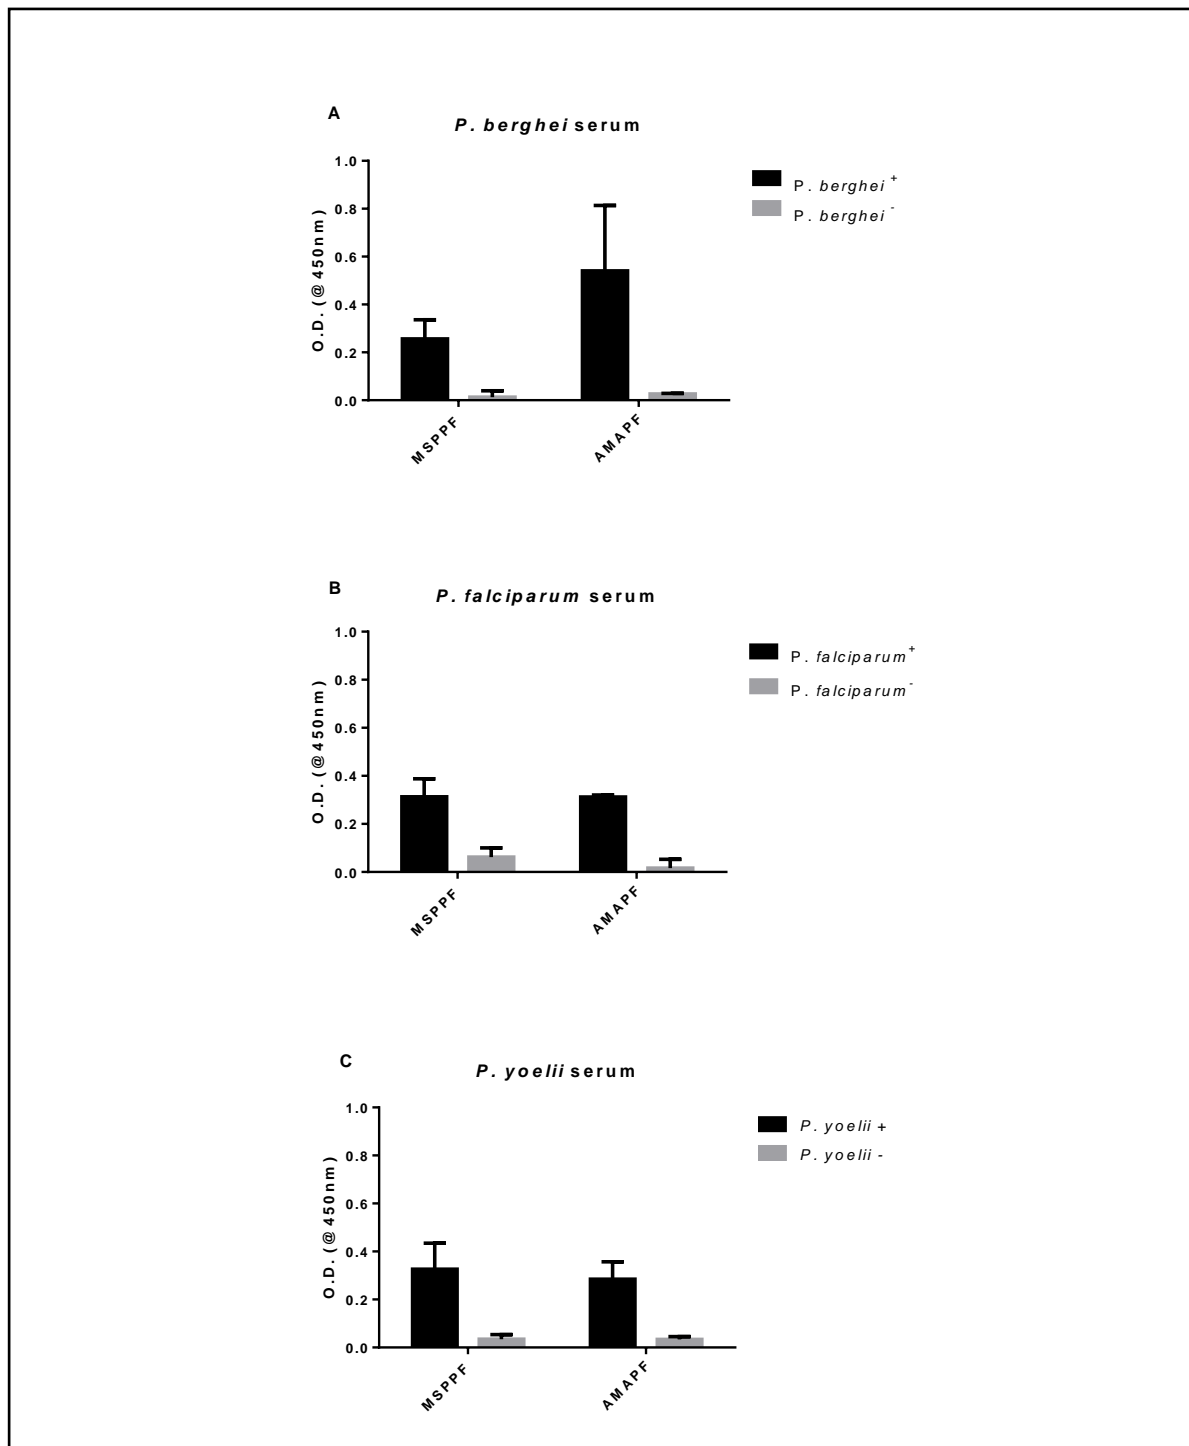 A
P. berghei serum
1.0
0.8
0.6
0.4
0.2
0.0
O.D. (@450nm)
MSPPF
AMAPF
P. berghei +
P. berghei -
B
P. falciparum serum
1.0
0.8
0.6
0.4
0.2
0.0
O.D. (@450nm)
MSPPF
AMAPF
P. falciparum +
P. falciparum -
C
P. yoelii serum
1.0
0.8
0.6
0.4
0.2
0.0
O.D. (@450nm)
MSPPF
AMAPF
P. yoelii +
P. yoelii -